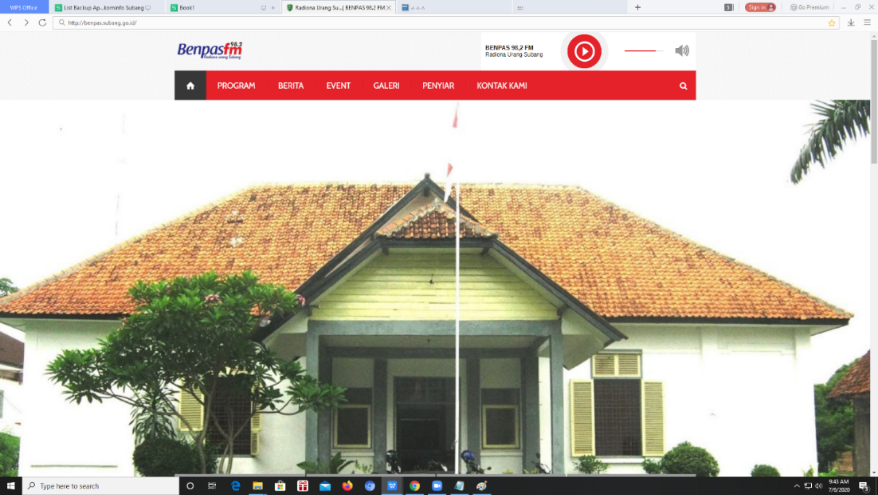 WPS Office
List Backup Ap...kominfo Subang
Book1
Radiona Urang Su...| BENPAS 98,2 FM
Sign in
Go Premium
http://benpas.subang.go.id/
Benpasfm
98.2
Radiona urang Subang
BENPAS 98,2 FM
Radiona Urang Subang
PROGRAM
BERITA
EVENT
GALERI
PENYIAR
KONTAK KAMI
Type here to search
9:43 AM
7/6/2020